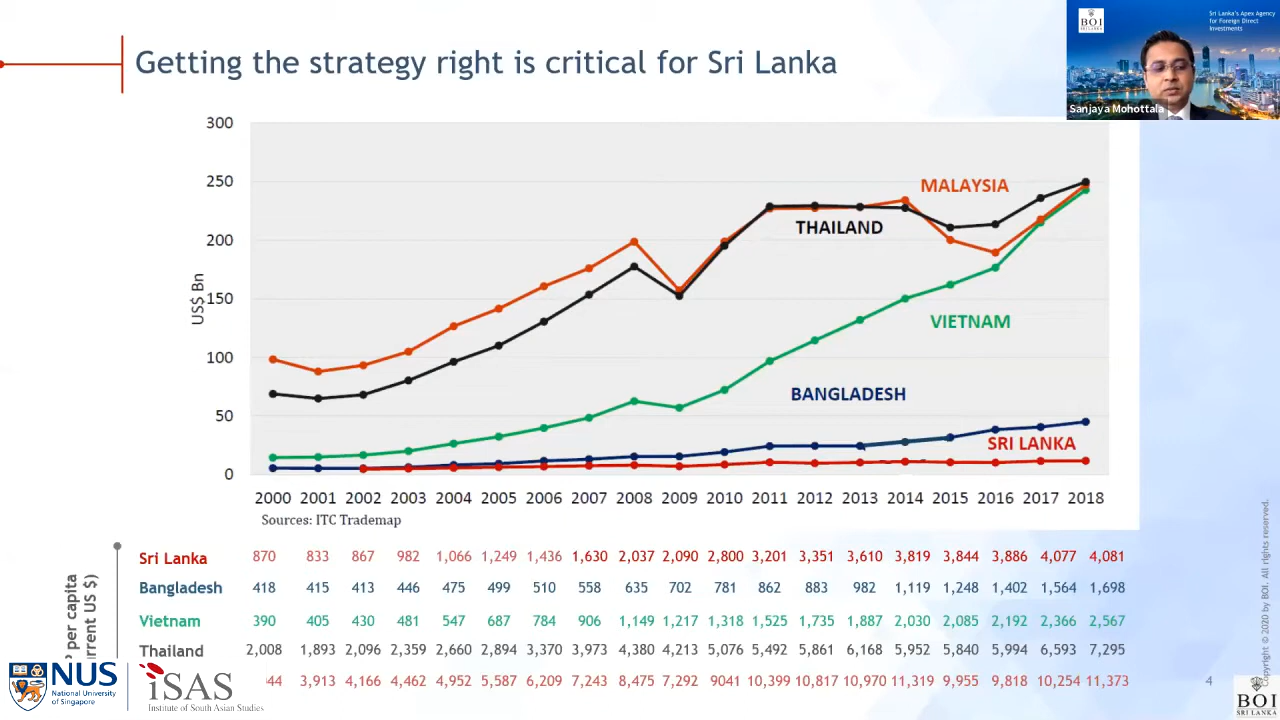 BOI
SRI LANKA
Sri Lanka's Apex Agency
for Foreign Direct
Investments
Sanjaya Mohottala
Getting the strategy right is critical for Sri Lanka
300
250
200
150
100
50
0
US$ Bn
MALAYSIA
THAILAND
VIETNAM
BANGLADESH
SRI LANKA
2000 2001 2002 2003 2004 2005 2006 2007 2008 2009 2010 2011 2012 2013 2014 2015 2016 2017 2018
Sources: ITC Trademap
P per capita
urrent US $)
Sri Lanka 870 833 867 982 1,066 1,249 1,436 1,630 2,037 2,090 2,800 3,201 3,351 3,610 3,819 3,844 3,886 4,077 4,081
Bangladesh 418 415 413 446 475 499 510 558 635 702 781 862 883 982 1,119 1,248 1,402 1,564 1,698
Vietnam 390 405 430 481 547 687 784 906 1,149 1,217 1,318 1,525 1,735 1,887 2,030 2,085 2,192 2,366 2,567
Thailand 2,008 1,893 2,096 2,359 2,660 2,894 3,370 3,973 4,380 4,213 5,076 5,492 5,861 6,168 5,952 5,840 5,994 6,593 7,295
44 3,913 4,166 4,462 4,952 5,587 6,209 7,243 8,475 7,292 9041 10,399 10,817 10,970 11,319 9,955 9,818 10,254 11,373
NUS
National University
of Singapore
iSAS
Institute of South Asian Studies
4
Copyright © 2020 by BOI. All rights reserved.
BOI
SRI LANKA